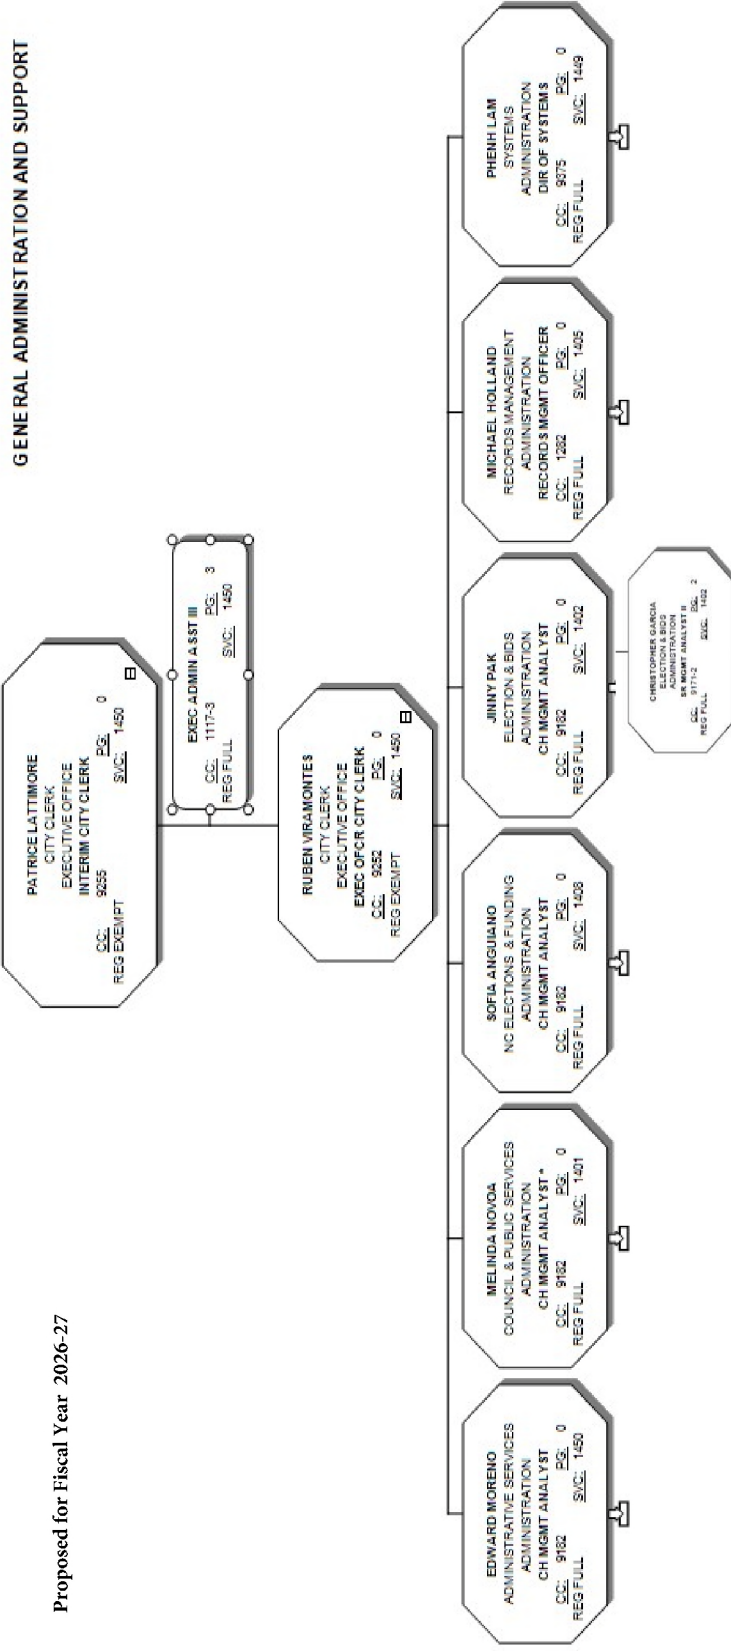 Proposed for Fiscal Year 2026-27
GENERAL ADMINISTRATION AND SUPPORT
PATRICE LATTIMORE
CITY CLERK
EXECUTIVE OFFICE
INTERIM CITY CLERK
CC: 9255 PG: 0
REG EXEMPT SVC: 1450
EXEC ADMIN ASST III
CC: 1117-3 PG: 3
REG FULL SVC: 1450
RUBEN VIRAMONTES
CITY CLERK
EXECUTIVE OFFICE
EXEC OFCR CITY CLERK
CC: 9252 PG: 0
REG EXEMPT SVC: 1450
EDWARD MORENO
ADMINISTRATIVE SERVICES
ADMINISTRATION
CH MGMT ANALYST
CC: 9182 PG: 0
REG FULL SVC: 1450
MELINDA NOVOA
COUNCIL & PUBLIC SERVICES
ADMINISTRATION
CH MGMT ANALYST*
CC: 9182 PG: 0
REG FULL SVC: 1401
SOFIA ANGUIANO
NC ELECTIONS & FUNDING
ADMINISTRATION
CH MGMT ANALYST
CC: 9182 PG: 0
REG FULL SVC: 1408
JINNY PAK
ELECTION & BIDS
ADMINISTRATION
CH MGMT ANALYST
CC: 9182 PG: 0
REG FULL SVC: 1402
MICHAEL HOLLAND
RECORDS MANAGEMENT
ADMINISTRATION
RECORDS MGMT OFFICER
CC: 1282 PG: 0
REG FULL SVC: 1405
PHENH LAM
SYSTEMS
ADMINISTRATION
DIR OF SYSTEMS
CC: 9375 PG: 0
REG FULL SVC: 1449
CHRISTOPHER GARCIA
ELECTION & BIDS
ADMINISTRATION
SR MGMT ANALYST II
CC: 9171-2 PG: 2
REG FULL SVC: 1402